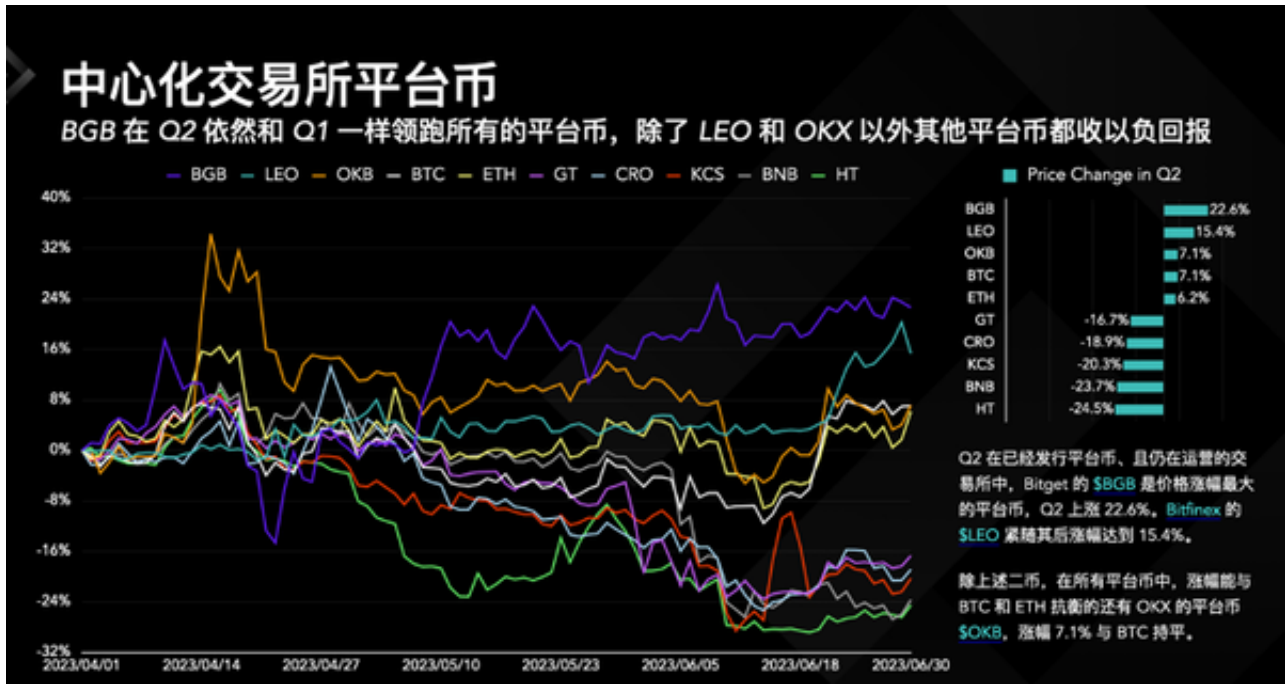 中心化交易所平台币
BGB 在 Q2 依然和 Q1 一样领跑所有的平台币，除了 LEO 和 OKX 以外其他平台币都收以负回报
BGB LEO OKB BTC ETH GT CRO KCS BNB HT
40%
32%
24%
16%
8%
0%
-8%
-16%
-24%
-32%
2023/04/01 2023/04/14 2023/04/27 2023/05/10 2023/05/23 2023/06/05 2023/06/18 2023/06/30
Price Change in Q2
BGB 22.6%
LEO 15.4%
OKB 7.1%
BTC 7.1%
ETH 6.2%
GT -16.7%
CRO -18.9%
KCS -20.3%
BNB -23.7%
HT -24.5%
Q2 在已经发行平台币、且仍在运营的交
易所中，Bitget 的 $BGB 是价格涨幅最大
的平台币，Q2 上涨 22.6%。Bitfinex 的
$LEO 紧随其后涨幅达到 15.4%。
除上述二币，在所有平台币中，涨幅能与
BTC 和 ETH 抗衡的还有 OKX 的平台币
$OKB，涨幅 7.1% 与 BTC 持平。